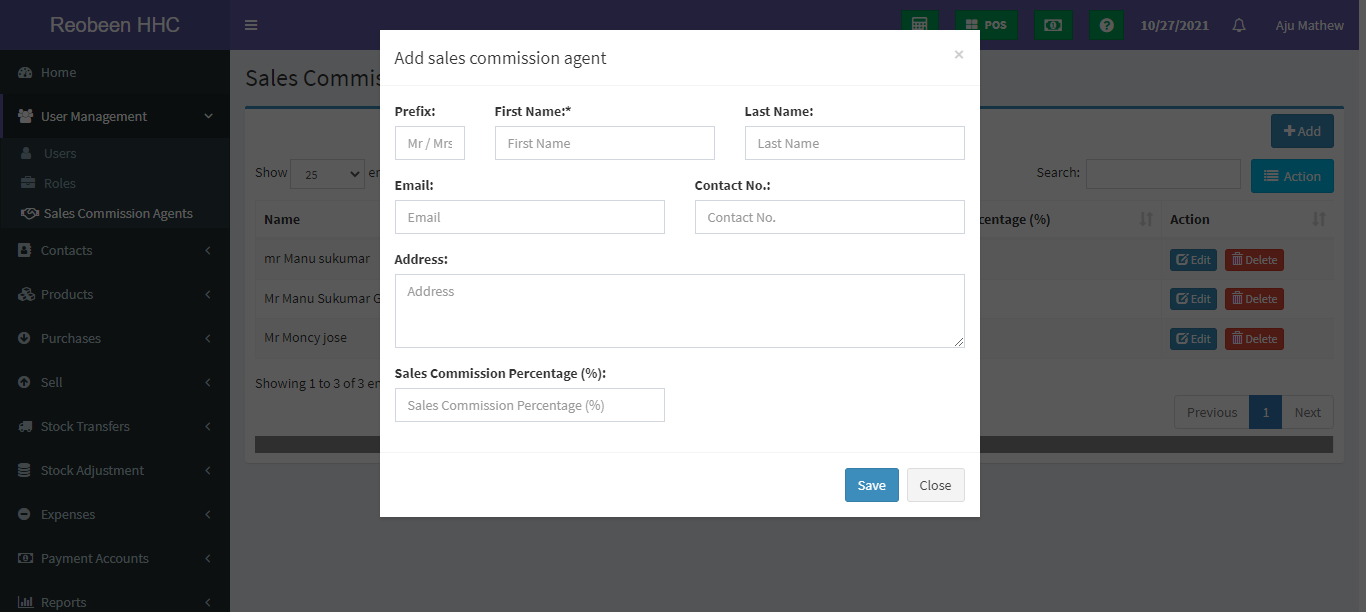 Reobeen HHC
POS
10/27/2021
Aju Mathew
Home
User Management
Users
Roles
Sales Commission Agents
Contacts
Products
Purchases
Sell
Stock Transfers
Stock Adjustment
Expenses
Payment Accounts
Reports
Sales Commis
Add
Show 25 en
Search:
Action
Name
centage (%)
Action
mr Manu sukumar
Edit Delete
Mr Manu Sukumar G
Edit Delete
Mr Moncy jose
Edit Delete
Showing 1 to 3 of 3 en
Previous 1 Next
Add sales commission agent
×
Prefix: First Name:* Last Name:
Mr / Mrs First Name Last Name
Email: Contact No.:
Email Contact No.
Address:
Address
Sales Commission Percentage (%):
Sales Commission Percentage (%)
Save Close